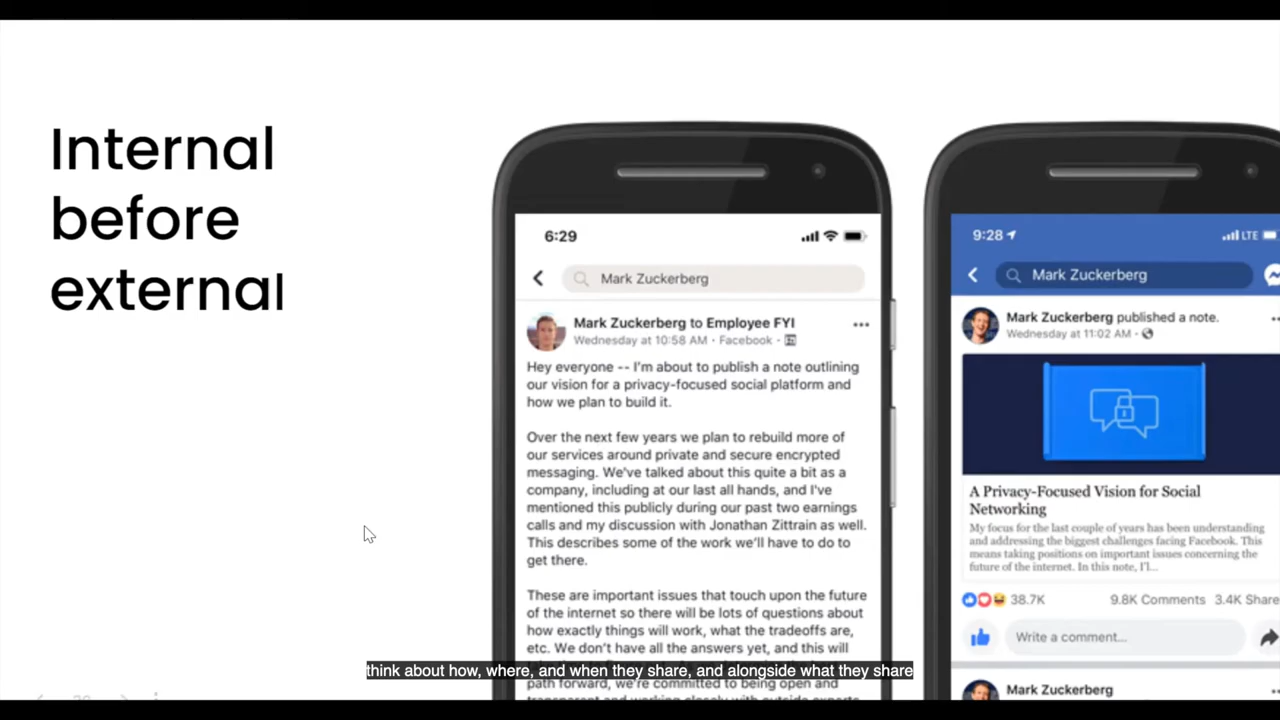 Internal
before
external
6:29
Mark Zuckerberg
Mark Zuckerberg to Employee FYI
Wednesday at 10:58 AM · Facebook ·
Hey everyone -- I'm about to publish a note outlining
our vision for a privacy-focused social platform and
how we plan to build it.
Over the next few years we plan to rebuild more of
our services around private and secure encrypted
messaging. We've talked about this quite a bit as a
company, including at our last all hands, and I've
mentioned this publicly during our past two earnings
calls and my discussion with Jonathan Zittrain as well.
This describes some of the work we'll have to do to
get there.
These are important issues that touch upon the future
of the internet so there will be lots of questions about
how exactly things will work, what the tradeoffs are,
etc. We don't have all the answers yet, and this will
path forward, we're committed to being open and
9:28
LTE
Mark Zuckerberg
Mark Zuckerberg published a note.
Wednesday at 11:02 AM ·
A Privacy-Focused Vision for Social
Networking
My focus for the last couple of years has been understanding
and addressing the biggest challenges facing Facebook. This
means taking positions on important issues concerning the
future of the internet. In this note, I'l...
38.7K 9.8K Comments 3.4K Share
Write a comment...
Mark Zuckerberg
think about how, where, and when they share, and alongside what they share